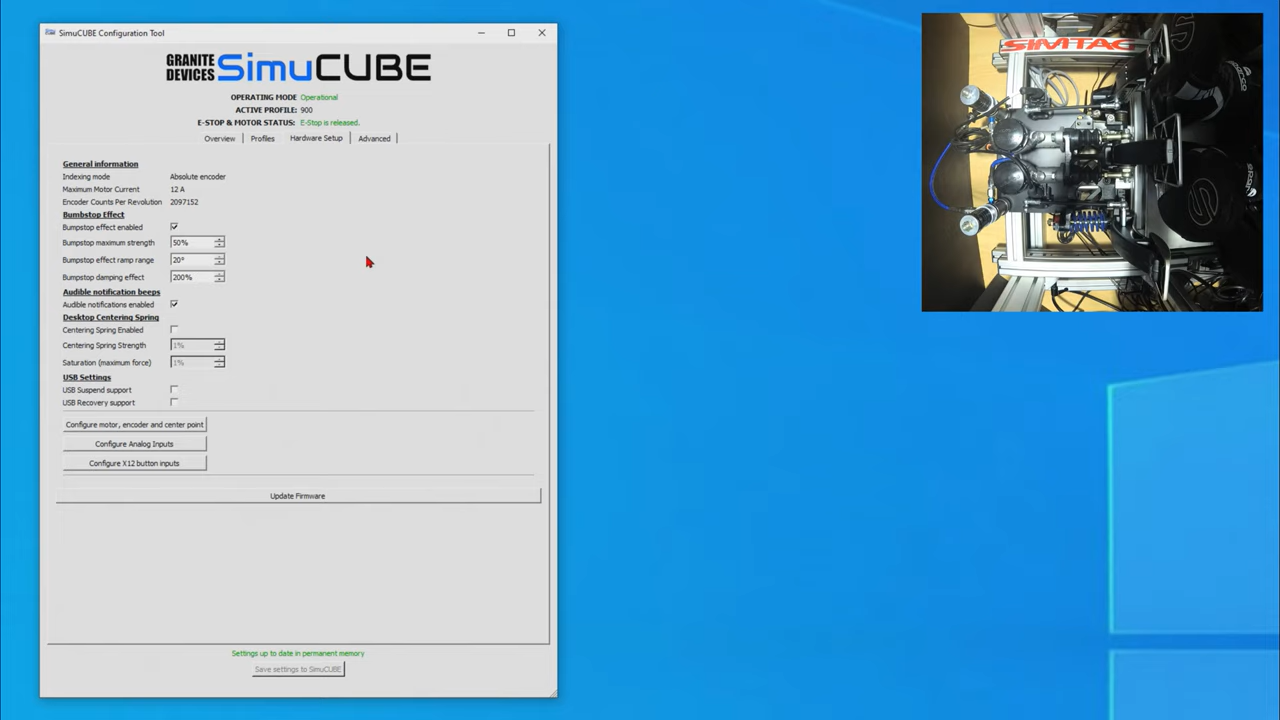 SimuCUBE Configuration Tool
GRANITE DEVICES SimuCUBE
OPERATING MODE Operational
ACTIVE PROFILE: 900
E-STOP & MOTOR STATUS: E-Stop is released.
Overview Profiles Hardware Setup Advanced
General information
Indexing mode Absolute encoder
Maximum Motor Current 12 A
Encoder Counts Per Revolution 2097152
Bumbstop Effect
Bumpstop effect enabled
Bumpstop maximum strength 50%
Bumpstop effect ramp range 20°
Bumpstop damping effect 200%
Audible notification beeps
Audible notifications enabled
Desktop Centering Spring
Centering Spring Enabled
Centering Spring Strength 1%
Saturation (maximum force) 1%
USB Settings
USB Suspend support
USB Recovery support
Configure motor, encoder and center point
Configure Analog Inputs
Configure X12 button inputs
Update Firmware
Settings up to date in permanent memory
Save settings to SimuCUBE
SIMTAG